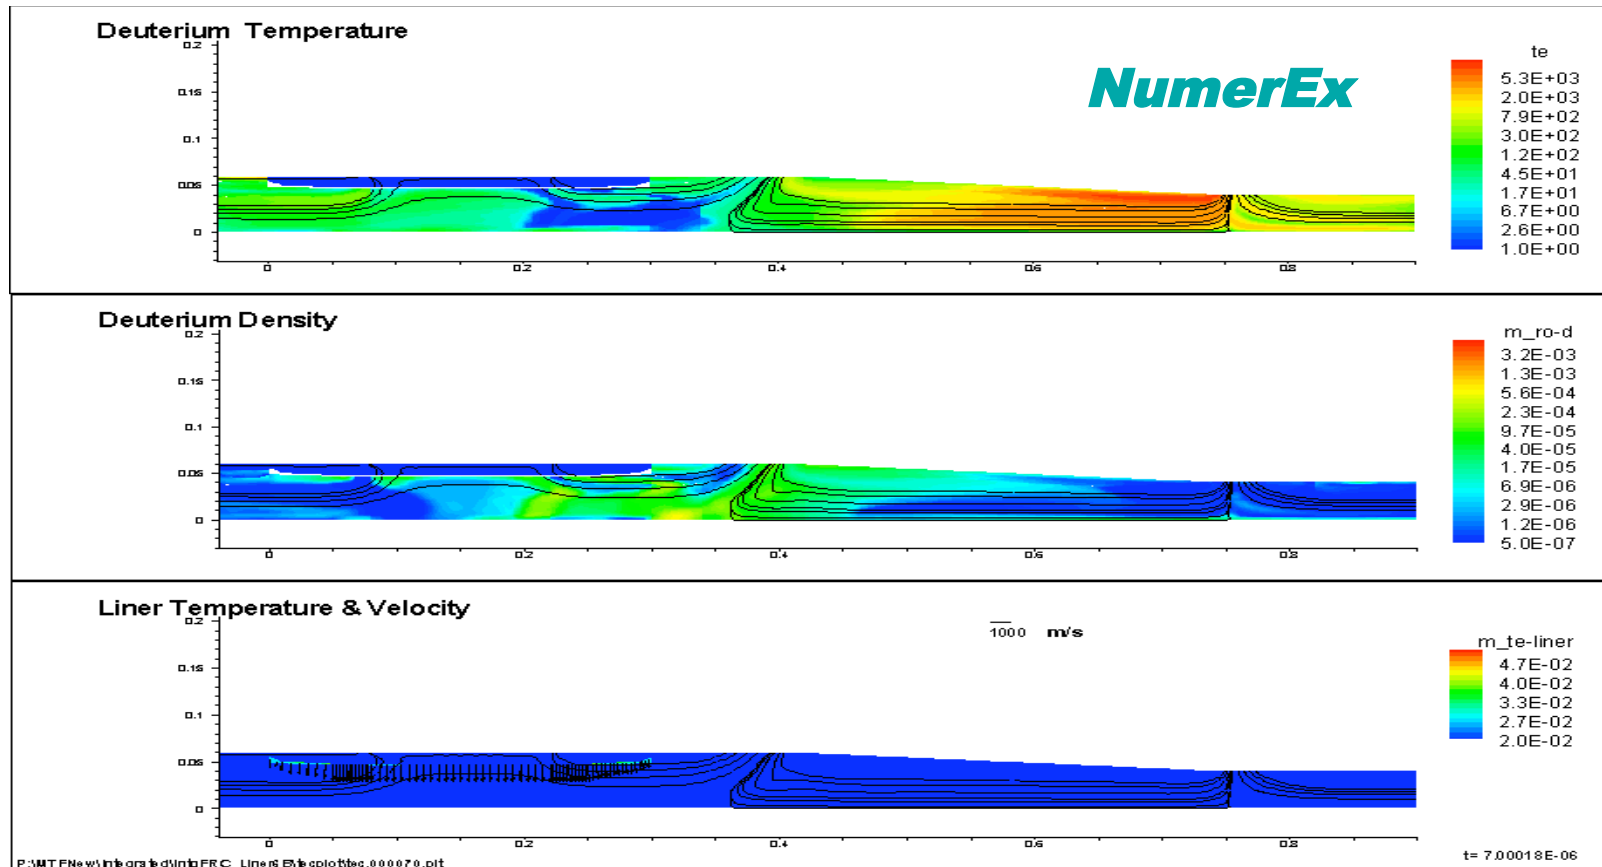 Deuterium Temperature
NumerEx
te
5.3E+03
2.0E+03
7.9E+02
3.0E+02
1.2E+02
4.5E+01
1.7E+01
6.7E+00
2.6E+00
1.0E+00
0.2
0.15
0.1
0.05
0
0 0.2 0.4 0.6 0.8
Deuterium Density
m_ro-d
3.2E-03
1.3E-03
5.6E-04
2.3E-04
9.7E-05
4.0E-05
1.7E-05
6.9E-06
2.9E-06
1.2E-06
5.0E-07
0.2
0.15
0.1
0.05
0
0 0.2 0.4 0.6 0.8
Liner Temperature & Velocity
1000 m/s
m_te-liner
4.7E-02
4.0E-02
3.3E-02
2.7E-02
2.0E-02
0.2
0.15
0.1
0.05
0
0 0.2 0.4 0.6 0.8
t= 7.00018E-06